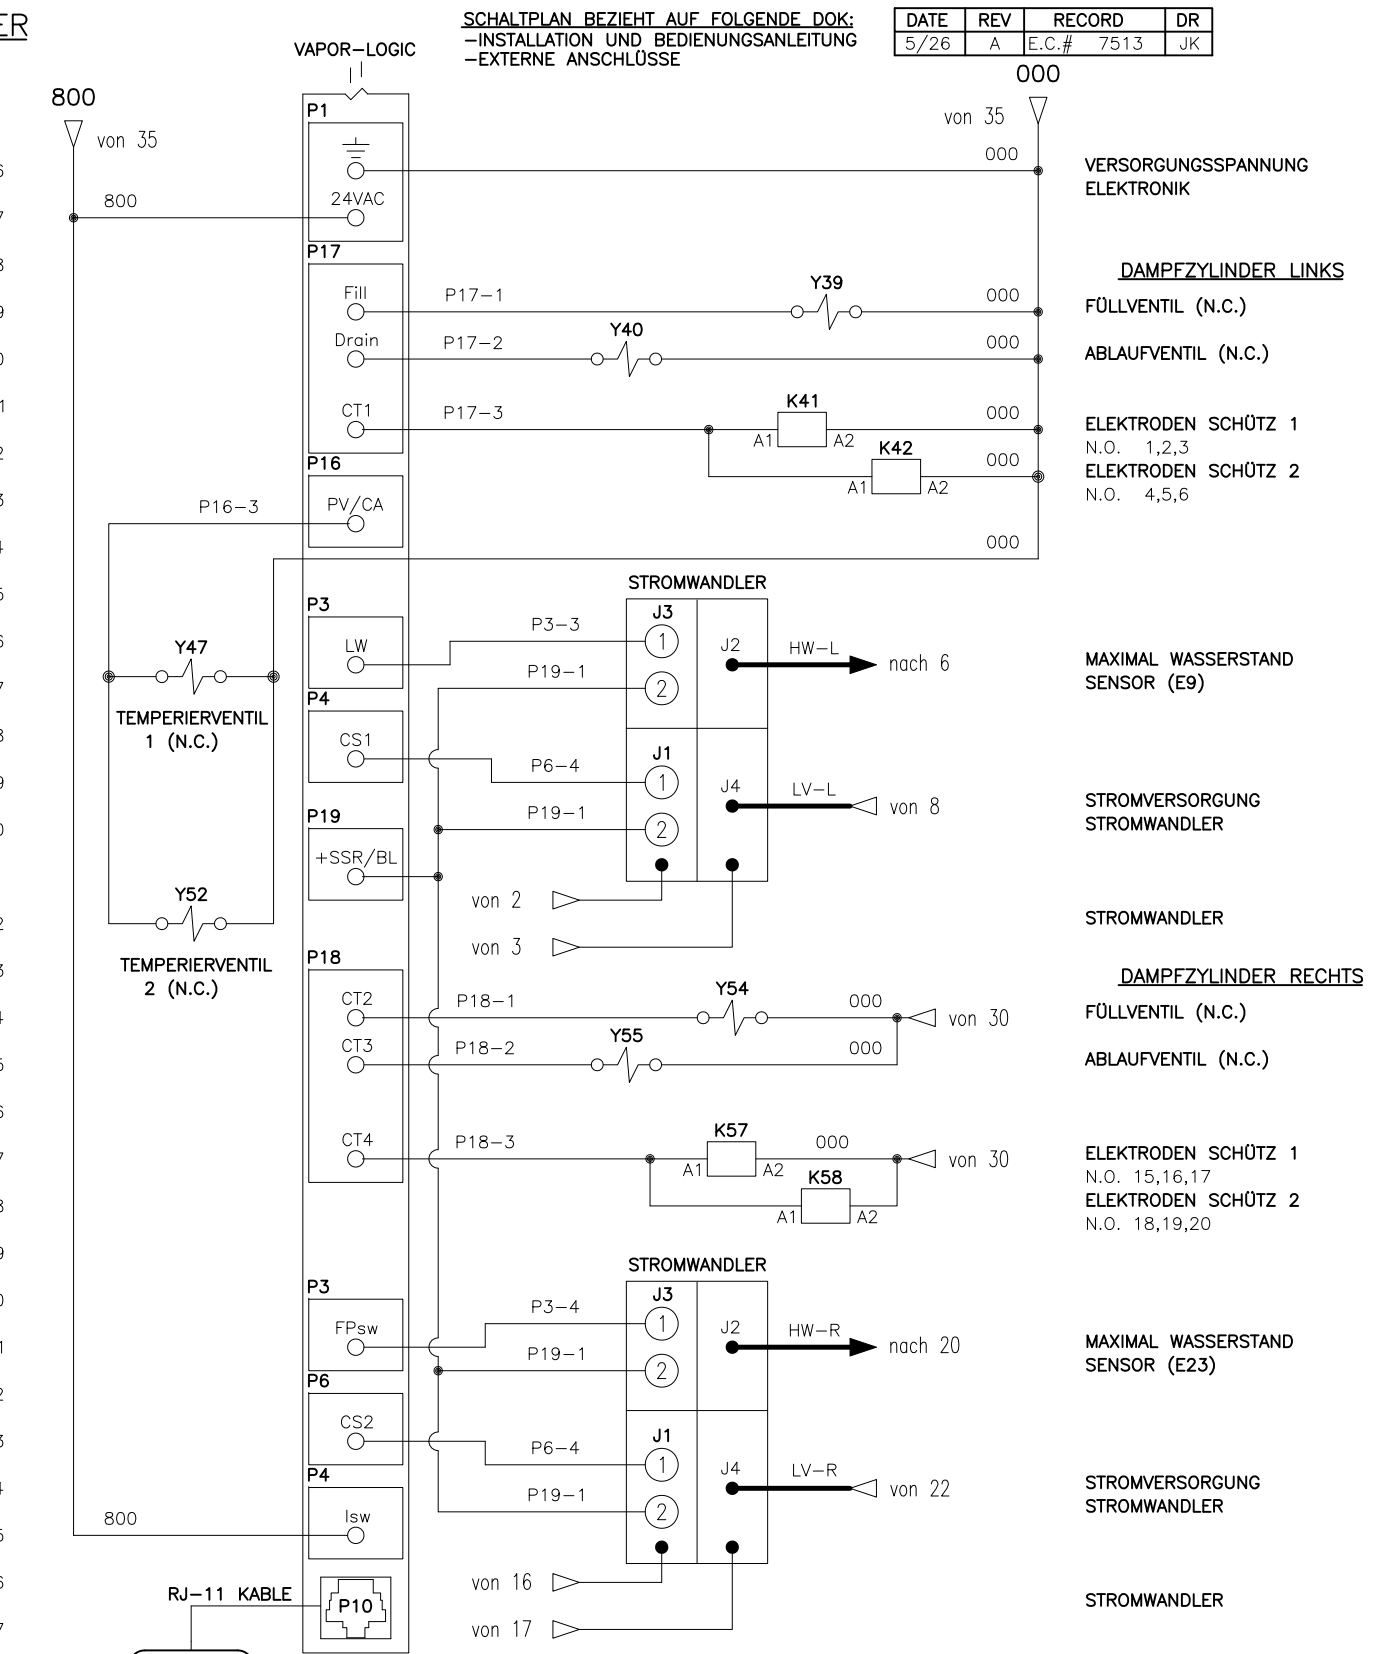 ER
SCHALTPLAN BEZIEHT AUF FOLGENDE DOK:
-INSTALLATION UND BEDIENUNGSANLEITUNG
-EXTERNE ANSCHLÜSSE
DATE REV RECORD DR
5/26 A E.C.# 7513 JK
VAPOR-LOGIC
800
von 35
000
von 35
P1
24VAC
800
000
VERSORGUNGSSPANNUNG
ELEKTRONIK
P17
DAMPFZYLINDER LINKS
Fill
P17-1
Y39
000
FÜLLVENTIL (N.C.)
Drain
P17-2
Y40
000
ABLAUFVENTIL (N.C.)
CT1
P17-3
K41
A1
A2
000
ELEKTRODEN SCHÜTZ 1
N.O. 1,2,3
K42
A1
A2
000
ELEKTRODEN SCHÜTZ 2
N.O. 4,5,6
P16
P16-3
PV/CA
000
STROMWANDLER
P3
LW
P3-3
J3
1
J2
HW-L
nach 6
MAXIMAL WASSERSTAND
SENSOR (E9)
P19-1
2
Y47
TEMPERIERVENTIL
1 (N.C.)
P4
CS1
P6-4
J1
1
J4
LV-L
von 8
STROMVERSORGUNG
STROMWANDLER
P19-1
2
P19
+SSR/BL
von 2
von 3
STROMWANDLER
Y52
TEMPERIERVENTIL
2 (N.C.)
P18
DAMPFZYLINDER RECHTS
CT2
P18-1
Y54
000
von 30
FÜLLVENTIL (N.C.)
CT3
P18-2
Y55
000
ABLAUFVENTIL (N.C.)
CT4
P18-3
K57
A1
A2
000
von 30
ELEKTRODEN SCHÜTZ 1
N.O. 15,16,17
K58
A1
A2
ELEKTRODEN SCHÜTZ 2
N.O. 18,19,20
STROMWANDLER
P3
FPsw
P3-4
J3
1
J2
HW-R
nach 20
MAXIMAL WASSERSTAND
SENSOR (E23)
P19-1
2
P6
CS2
P6-4
J1
1
J4
LV-R
von 22
STROMVERSORGUNG
STROMWANDLER
P19-1
2
P4
800
Isw
von 16
von 17
STROMWANDLER
RJ-11 KABLE
P10